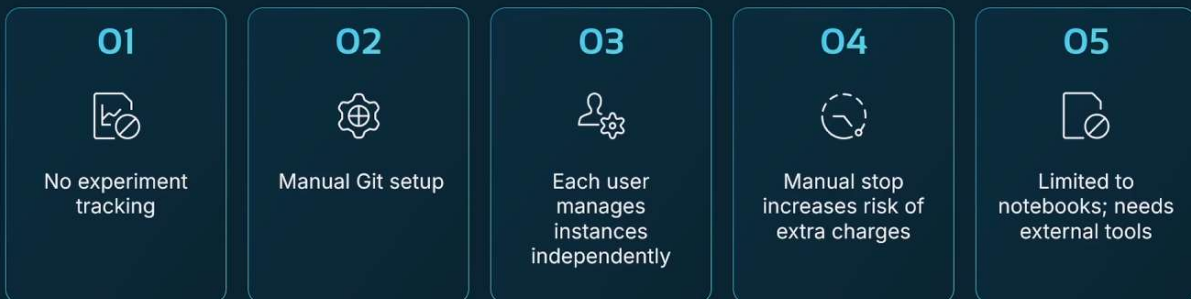 01
No experiment
tracking
02
Manual Git setup
03
Each user
manages
instances
independently
04
Manual stop
increases risk of
extra charges
05
Limited to
notebooks; needs
external tools